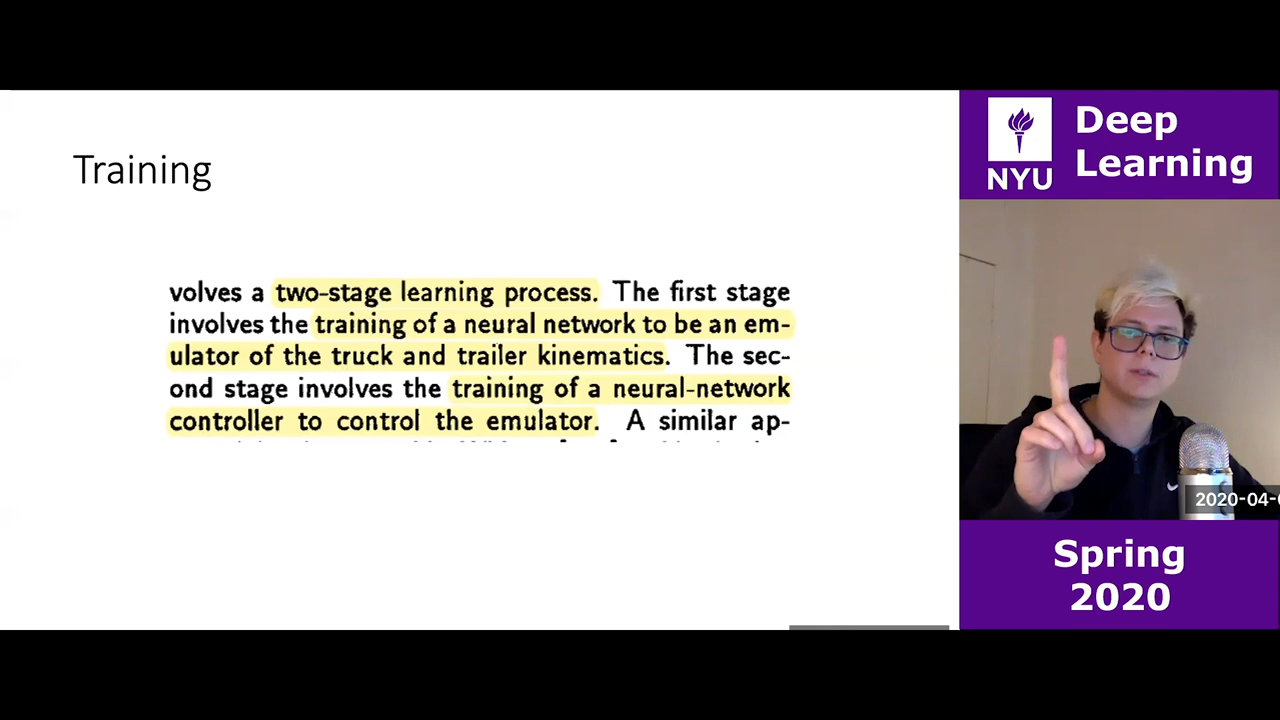 Training
volves a two-stage learning process. The first stage
involves the training of a neural network to be an em-
ulator of the truck and trailer kinematics. The sec-
ond stage involves the training of a neural-network
controller to control the emulator. A similar ap-
NYU
Deep
Learning
2020-04-
Spring
2020